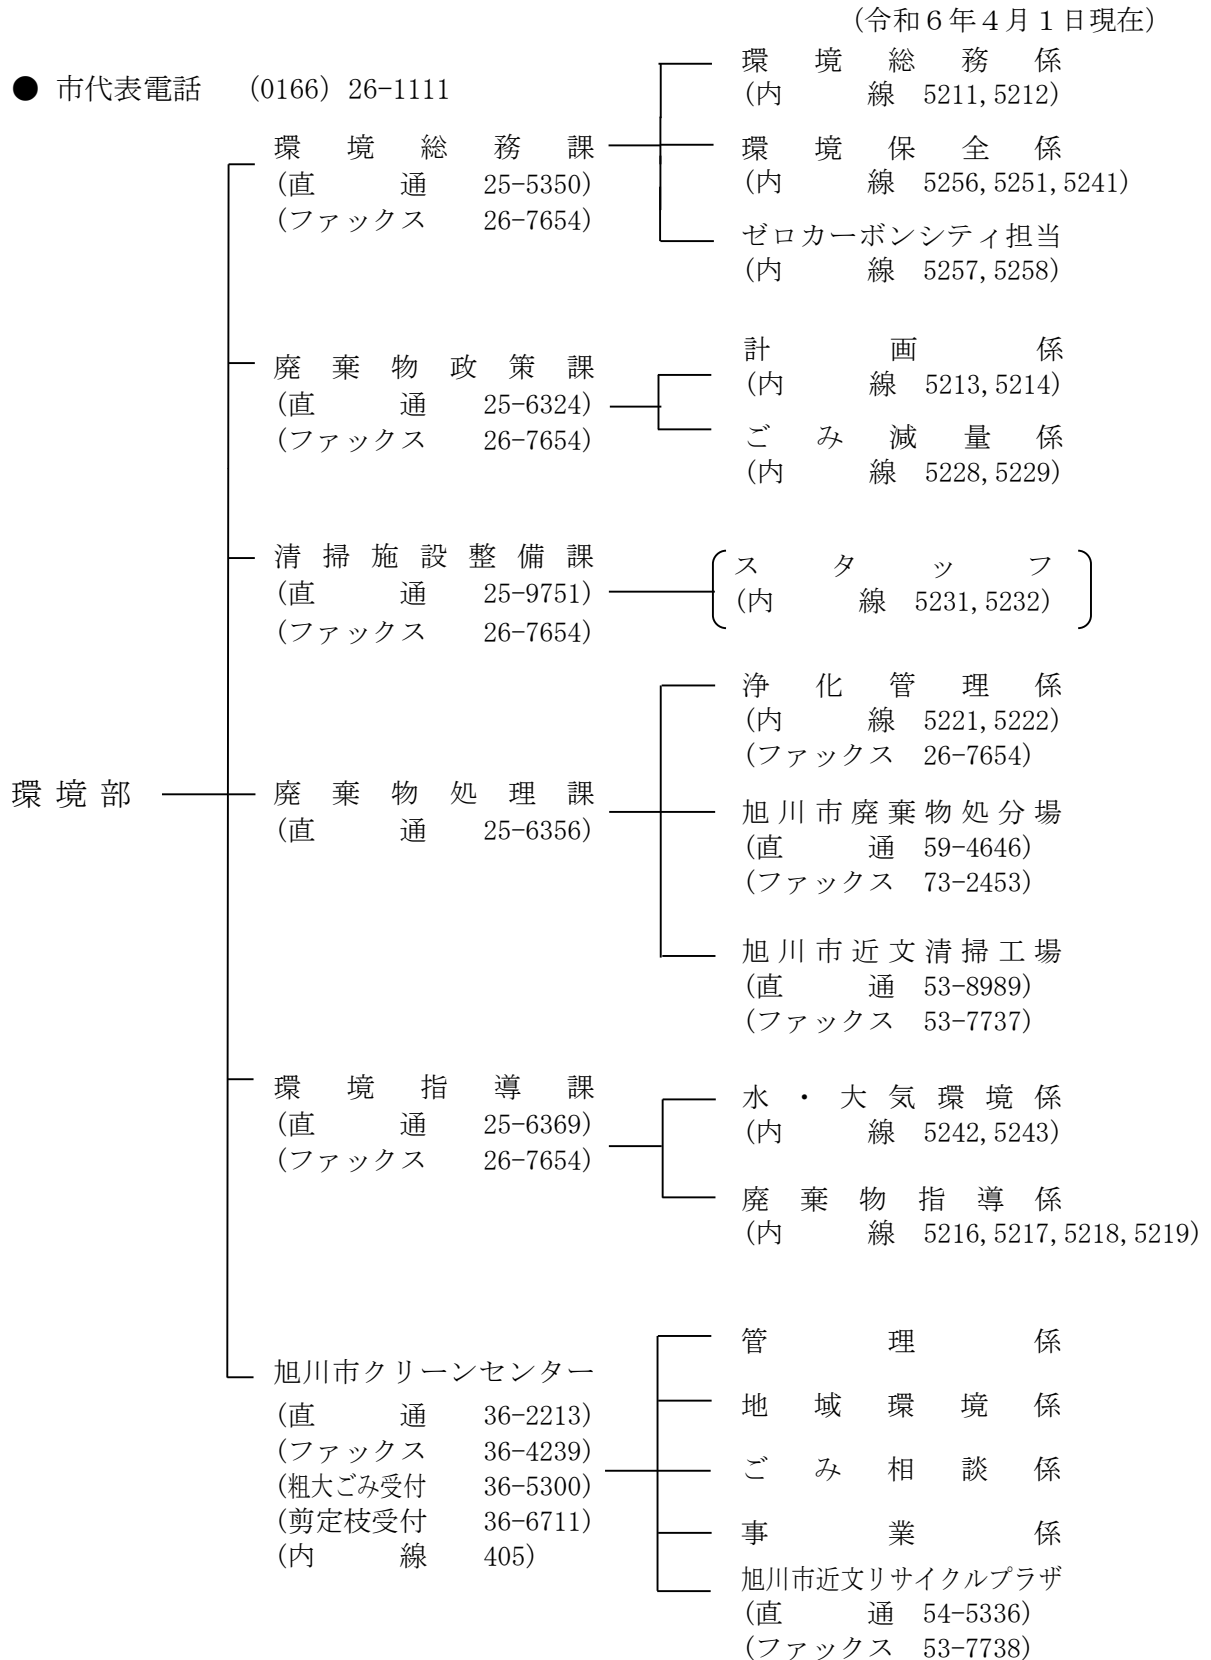 (令和６年４月１日現在)
● 市代表電話 (0166) 26-1111
環境部
環境総務課
(直通 25-5350)
(ファックス 26-7654)
環境総務係
(内線 5211,5212)
環境保全係
(内線 5256,5251,5241)
ゼロカーボンシティ担当
(内線 5257,5258)
廃棄物政策課
(直通 25-6324)
(ファックス 26-7654)
計画係
(内線 5213,5214)
ごみ減量係
(内線 5228,5229)
清掃施設整備課
(直通 25-9751)
(ファックス 26-7654)
スタッフ
(内線 5231,5232)
廃棄物処理課
(直通 25-6356)
浄化管理係
(内線 5221,5222)
(ファックス 26-7654)
旭川市廃棄物処分場
(直通 59-4646)
(ファックス 73-2453)
旭川市近文清掃工場
(直通 53-8989)
(ファックス 53-7737)
環境指導課
(直通 25-6369)
(ファックス 26-7654)
水・大気環境係
(内線 5242,5243)
廃棄物指導係
(内線 5216,5217,5218,5219)
旭川市クリーンセンター
(直通 36-2213)
(ファックス 36-4239)
(粗大ごみ受付 36-5300)
(剪定枝受付 36-6711)
(内線 405)
管理係
地域環境係
ごみ相談係
事業係
旭川市近文リサイクルプラザ
(直通 54-5336)
(ファックス 53-7738)